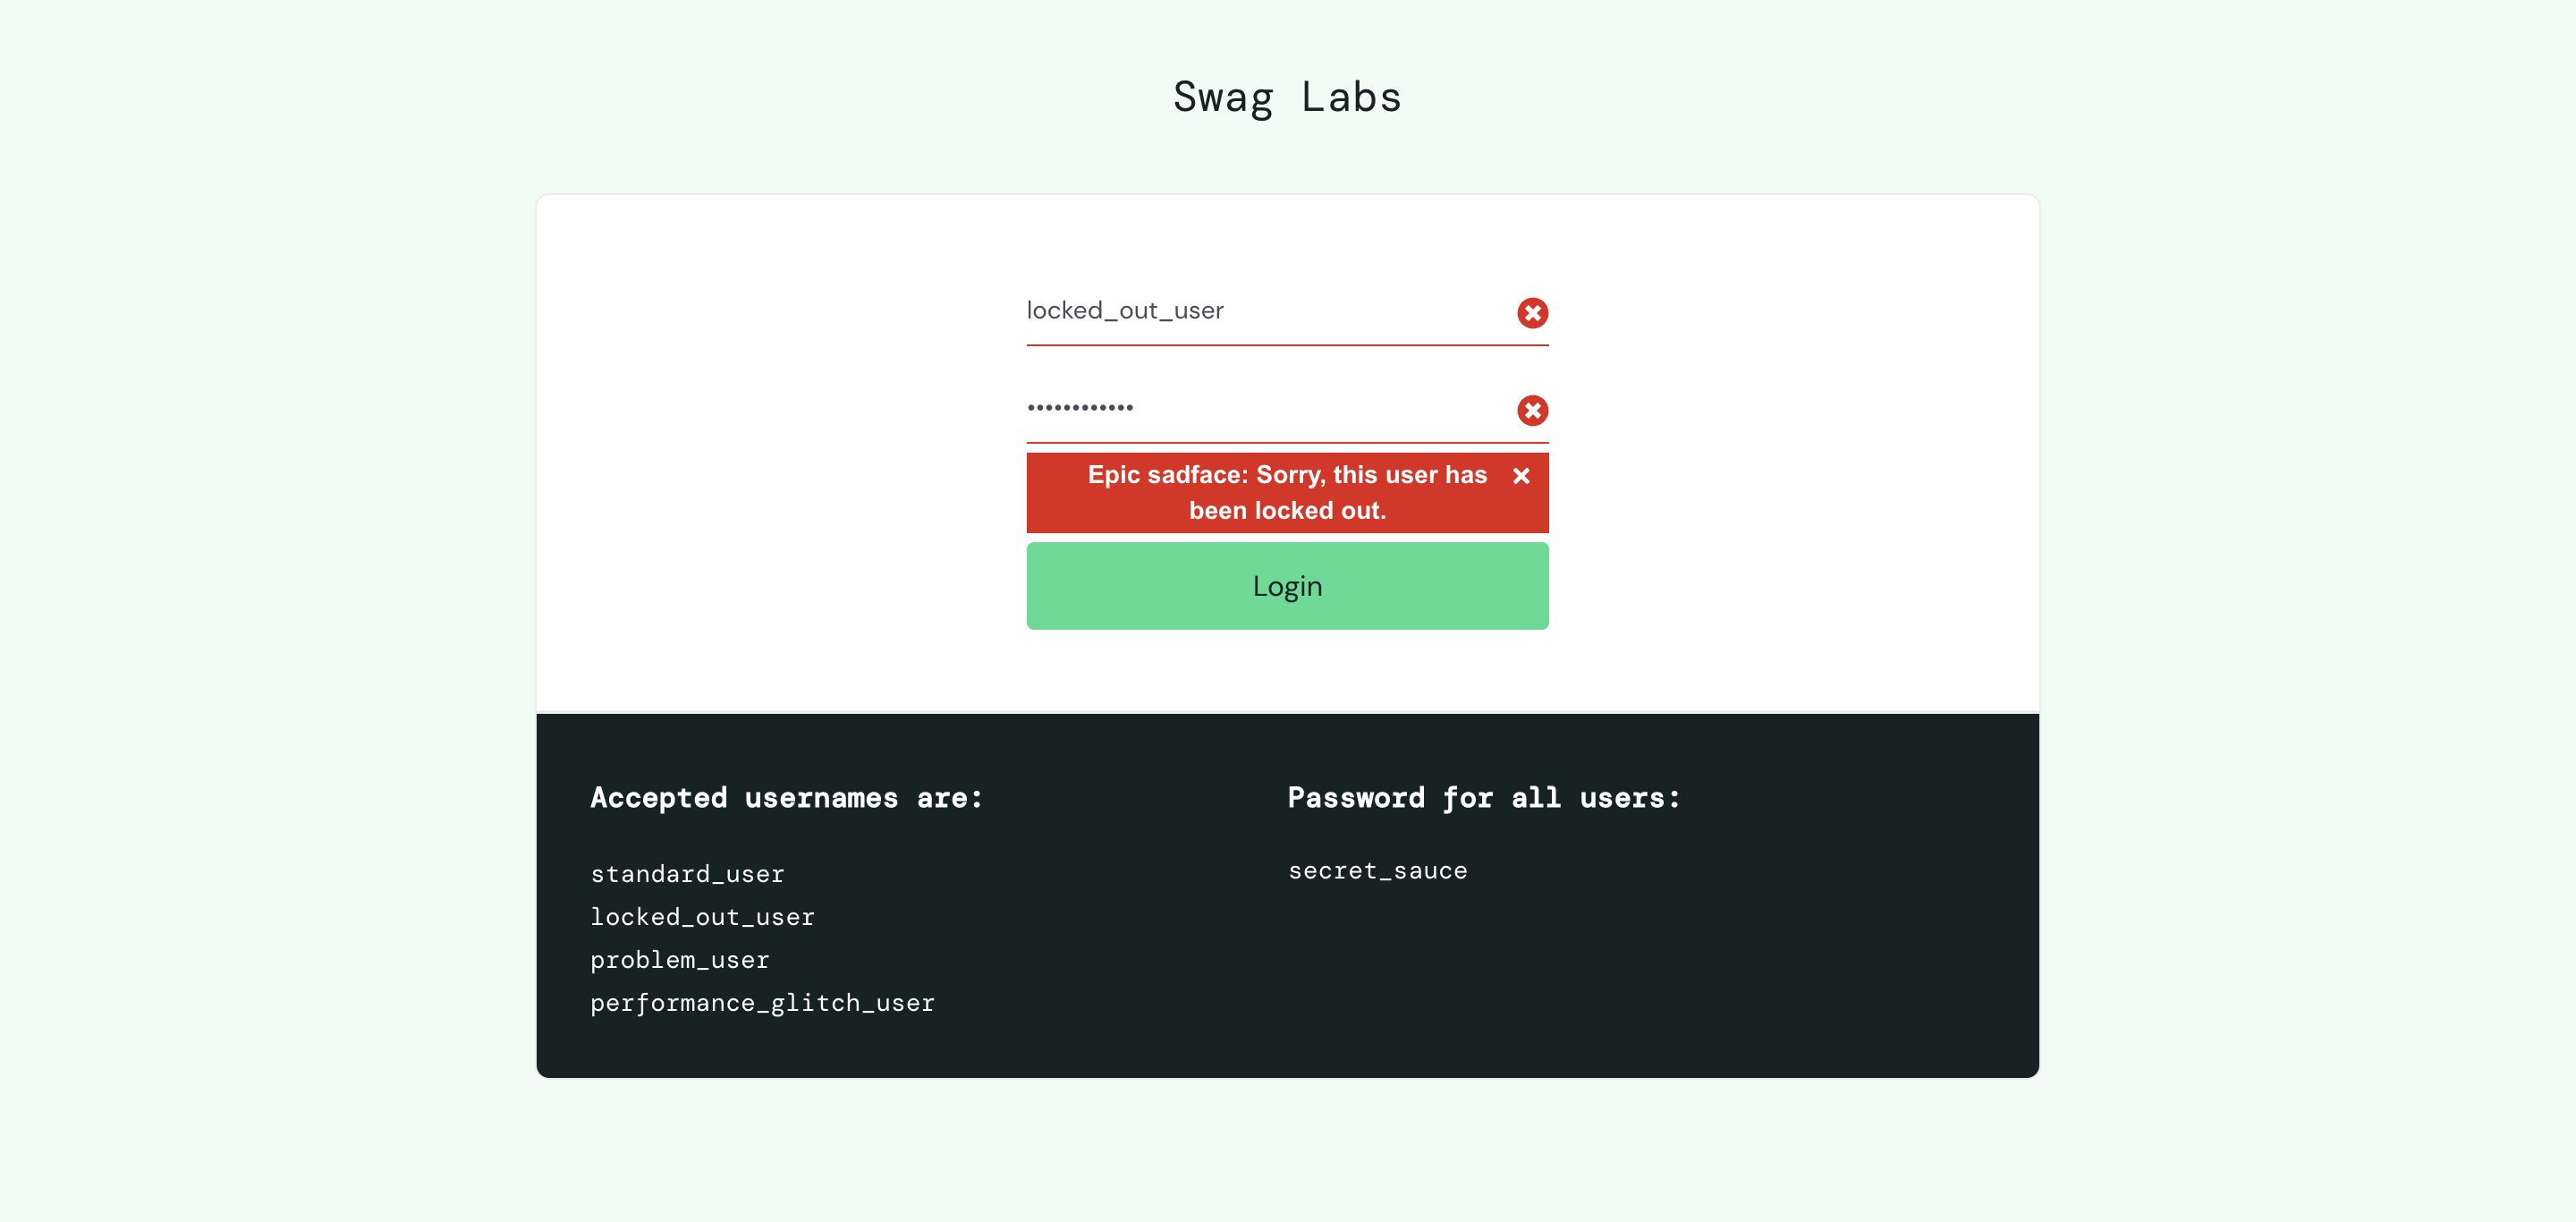 Swag Labs
locked_out_user
••••••••••••
Epic sadface: Sorry, this user has
been locked out.
Login
Accepted usernames are:
standard_user
locked_out_user
problem_user
performance_glitch_user
Password for all users:
secret_sauce